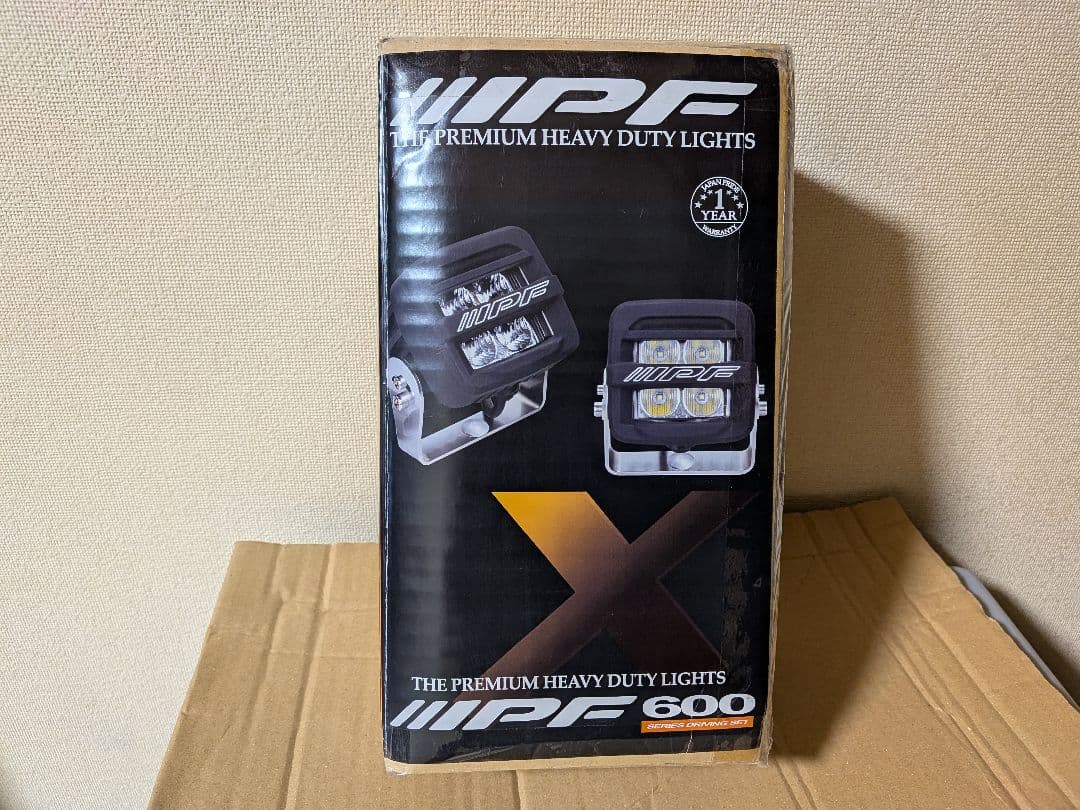 IPF
THE PREMIUM HEAVY DUTY LIGHTS
JAPAN PRIDE
1
YEAR
WARRANTY
IPF
IPF
X
THE PREMIUM HEAVY DUTY LIGHTS
IPF 600
SERIES DRIVING SET